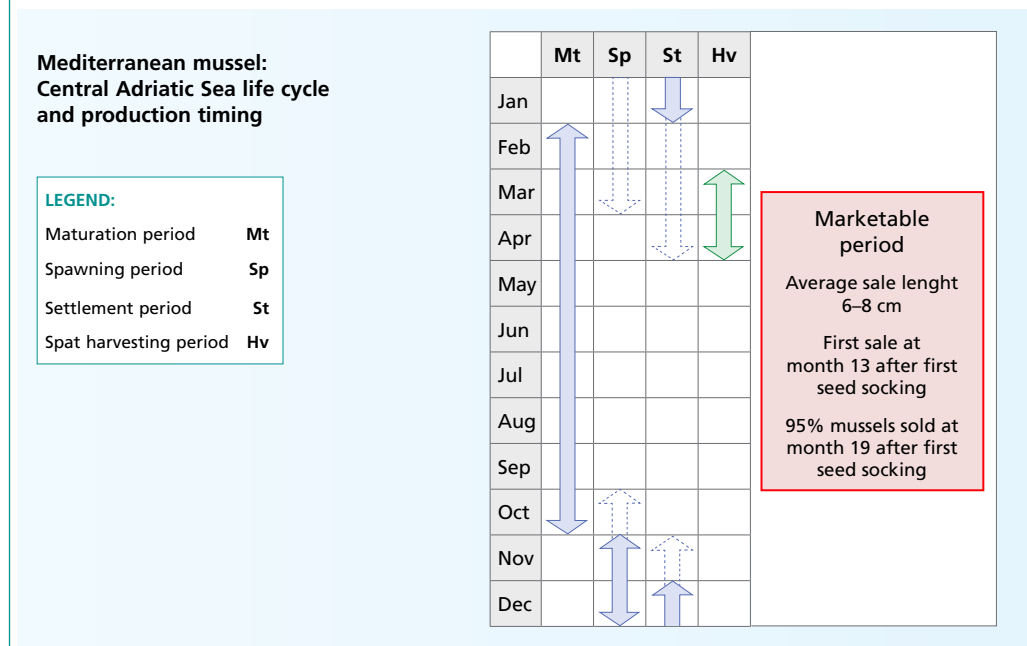 Mediterranean mussel:
Central Adriatic Sea life cycle
and production timing
LEGEND:
Maturation period Mt
Spawning period Sp
Settlement period St
Spat harvesting period Hv
Mt Sp St Hv
Jan
Feb
Mar
Apr
May
Jun
Jul
Aug
Sep
Oct
Nov
Dec
Marketable
period
Average sale lenght
6–8 cm
First sale at
month 13 after first
seed socking
95% mussels sold at
month 19 after first
seed socking